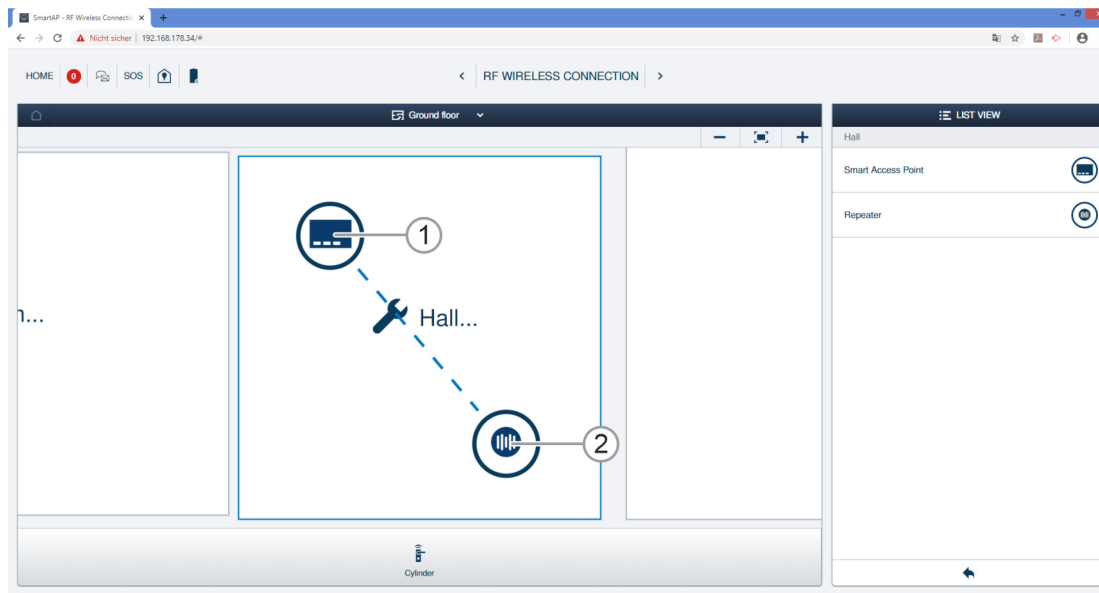 SmartAP - RF Wireless Connectio
Nicht sicher | 192.168.178.34/#
HOME 0 SOS
RF WIRELESS CONNECTION
Ground floor
LIST VIEW
Hall
Smart Access Point
Repeater
1
n...
Hall...
2
Cylinder